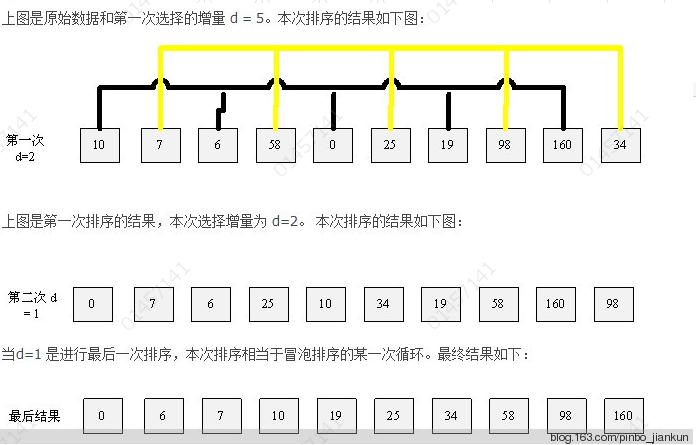 上图是原始数据和第一次选择的增量 d = 5。本次排序的结果如下图：
第一次
d=2
10 7 6 58 0 25 19 98 160 34
上图是第一次排序的结果，本次选择增量为 d=2。 本次排序的结果如下图：
第二次 d
= 1
0 7 6 25 10 34 19 58 160 98
当d=1 是进行最后一次排序，本次排序相当于冒泡排序的某一次循环。最终结果如下：
最后结果
0 6 7 10 19 25 34 58 98 160
blog.163.com/pinbo_jiankun
01457141
01457141
01457141
01457141